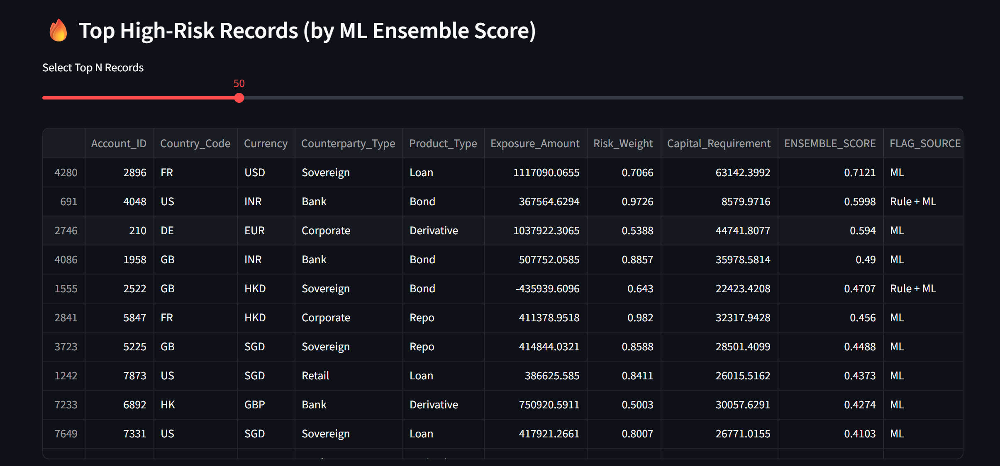 🔥 Top High-Risk Records (by ML Ensemble Score)
Select Top N Records
50
Account_ID Country_Code Currency Counterparty_Type Product_Type Exposure_Amount Risk_Weight Capital_Requirement ENSEMBLE_SCORE FLAG_SOURCE
4280 2896 FR USD Sovereign Loan 1117090.0655 0.7066 63142.3992 0.7121 ML
691 4048 US INR Bank Bond 367564.6294 0.9726 8579.9716 0.5998 Rule + ML
2746 210 DE EUR Corporate Derivative 1037922.3065 0.5388 44741.8077 0.594 ML
4086 1958 GB INR Bank Bond 507752.0585 0.8857 35978.5814 0.49 ML
1555 2522 GB HKD Sovereign Bond -435939.6096 0.643 22423.4208 0.4707 Rule + ML
2841 5847 FR HKD Corporate Repo 411378.9518 0.982 32317.9428 0.456 ML
3723 5225 GB SGD Sovereign Repo 414844.0321 0.8588 28501.4099 0.4488 ML
1242 7873 US SGD Retail Loan 386625.585 0.8411 26015.5162 0.4373 ML
7233 6892 HK GBP Bank Derivative 750920.5911 0.5003 30057.6291 0.4274 ML
7649 7331 US SGD Sovereign Loan 417921.2661 0.8007 26771.0155 0.4103 ML